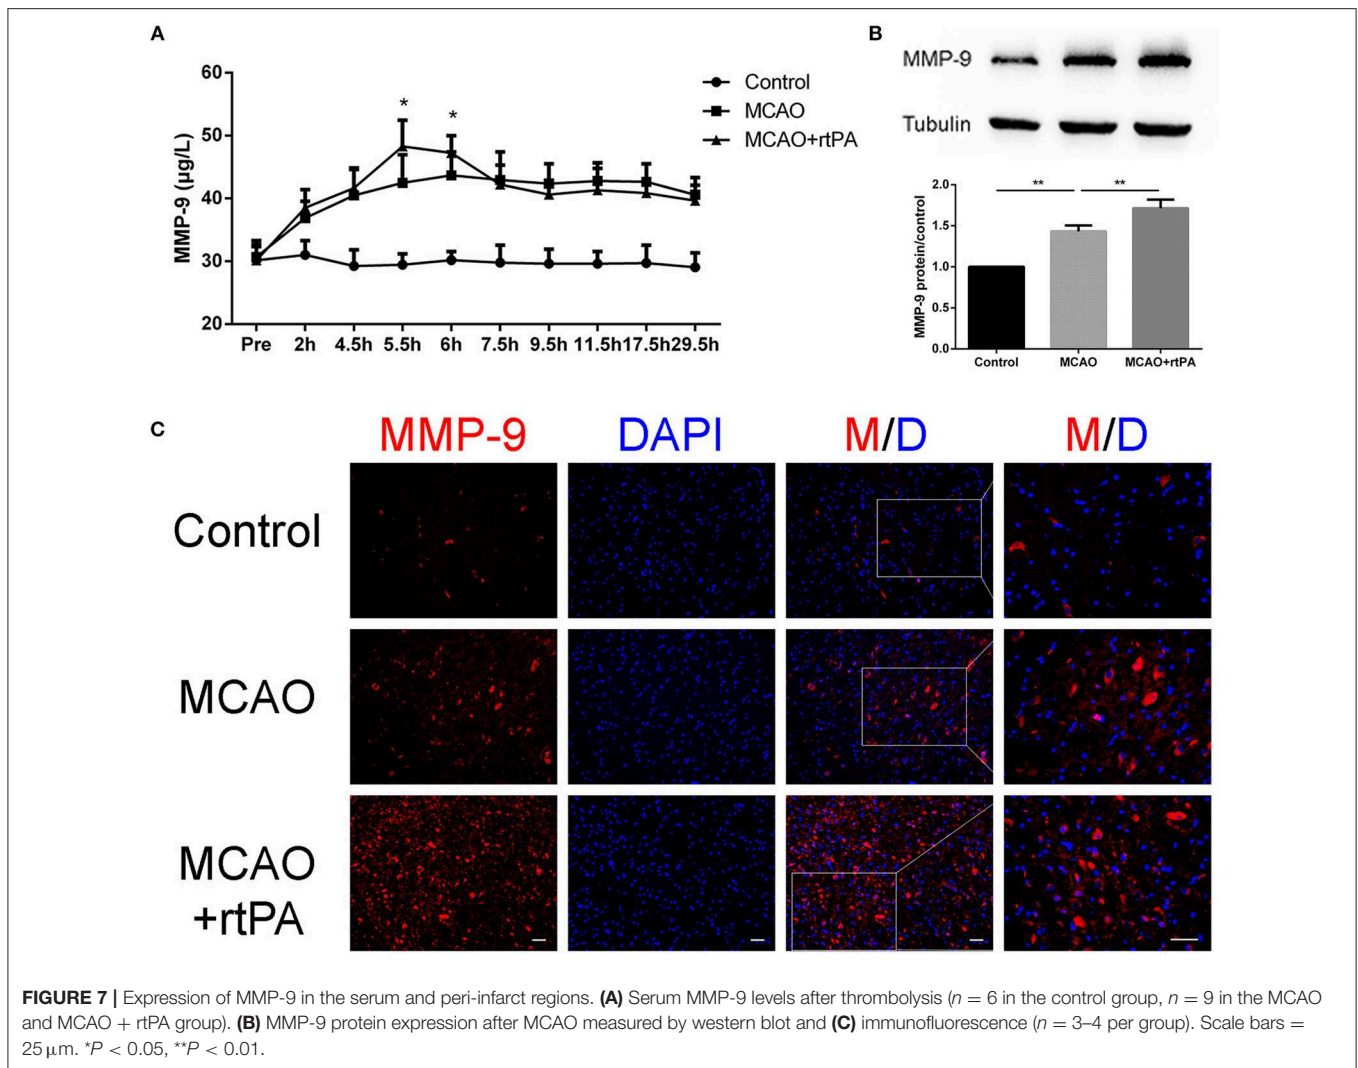 A
60
50
40
30
20
MMP-9 (µg/L)
* *
Control
MCAO
MCAO+rtPA
Pre 2h 4.5h 5.5h 6h 7.5h 9.5h 11.5h 17.5h 29.5h
B
MMP-9
Tubulin
2.0
1.5
1.0
0.5
0.0
MMP-9 protein/control
** **
Control MCAO MCAO+rtPA
C
MMP-9 DAPI M/D M/D
Control
MCAO
MCAO
+rtPA
FIGURE 7 | Expression of MMP-9 in the serum and peri-infarct regions. (A) Serum MMP-9 levels after thrombolysis (n = 6 in the control group, n = 9 in the MCAO
and MCAO + rtPA group). (B) MMP-9 protein expression after MCAO measured by western blot and (C) immunofluorescence (n = 3–4 per group). Scale bars =
25 µm. *P < 0.05, **P < 0.01.